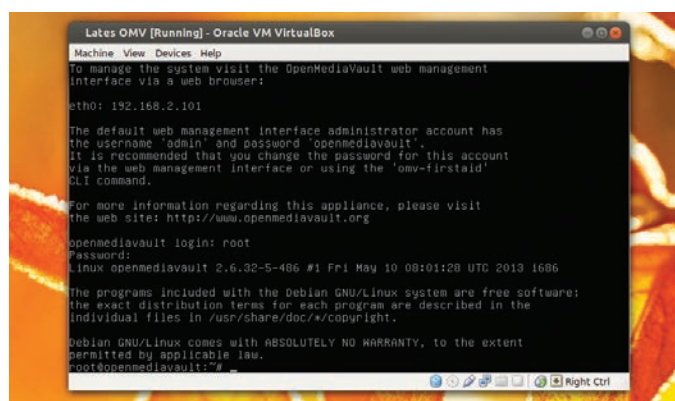 Lates OMV [Running] - Oracle VM VirtualBox
Machine View Devices Help
To manage the system visit the OpenMediaVault web management
interface via a web browser:
eth0: 192.168.2.101
The default web management interface administrator account has
the username 'admin' and password 'openmediavault'.
It is recommended that you change the password for this account
via the web management interface or using the 'omv-firstaid'
CLI command.
For more information regarding this appliance, please visit
the web site: http://www.openmediavault.org
openmediavault login: root
Password:
Linux openmediavault 2.6.32-5-486 #1 Fri May 10 08:01:28 UTC 2013 i686
The programs included with the Debian GNU/Linux system are free software;
the exact distribution terms for each program are described in the
individual files in /usr/share/doc/*/copyright.
Debian GNU/Linux comes with ABSOLUTELY NO WARRANTY, to the extent
permitted by applicable law.
root@openmediavault:~# _
Right Ctrl